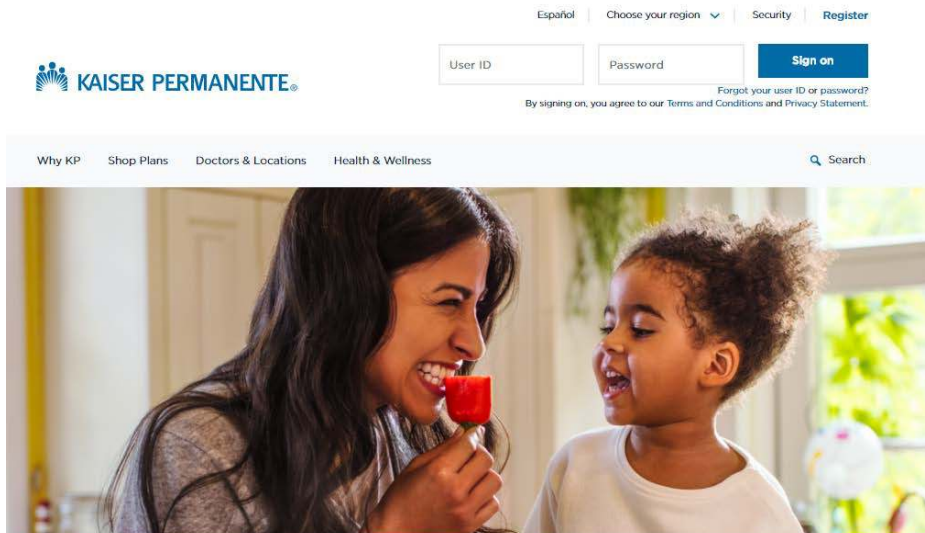 Español Choose your region Security Register
User ID Password Sign on
KAISER PERMANENTE®
Forgot your user ID or password?
By signing on, you agree to our Terms and Conditions and Privacy Statement.
Why KP Shop Plans Doctors & Locations Health & Wellness Search